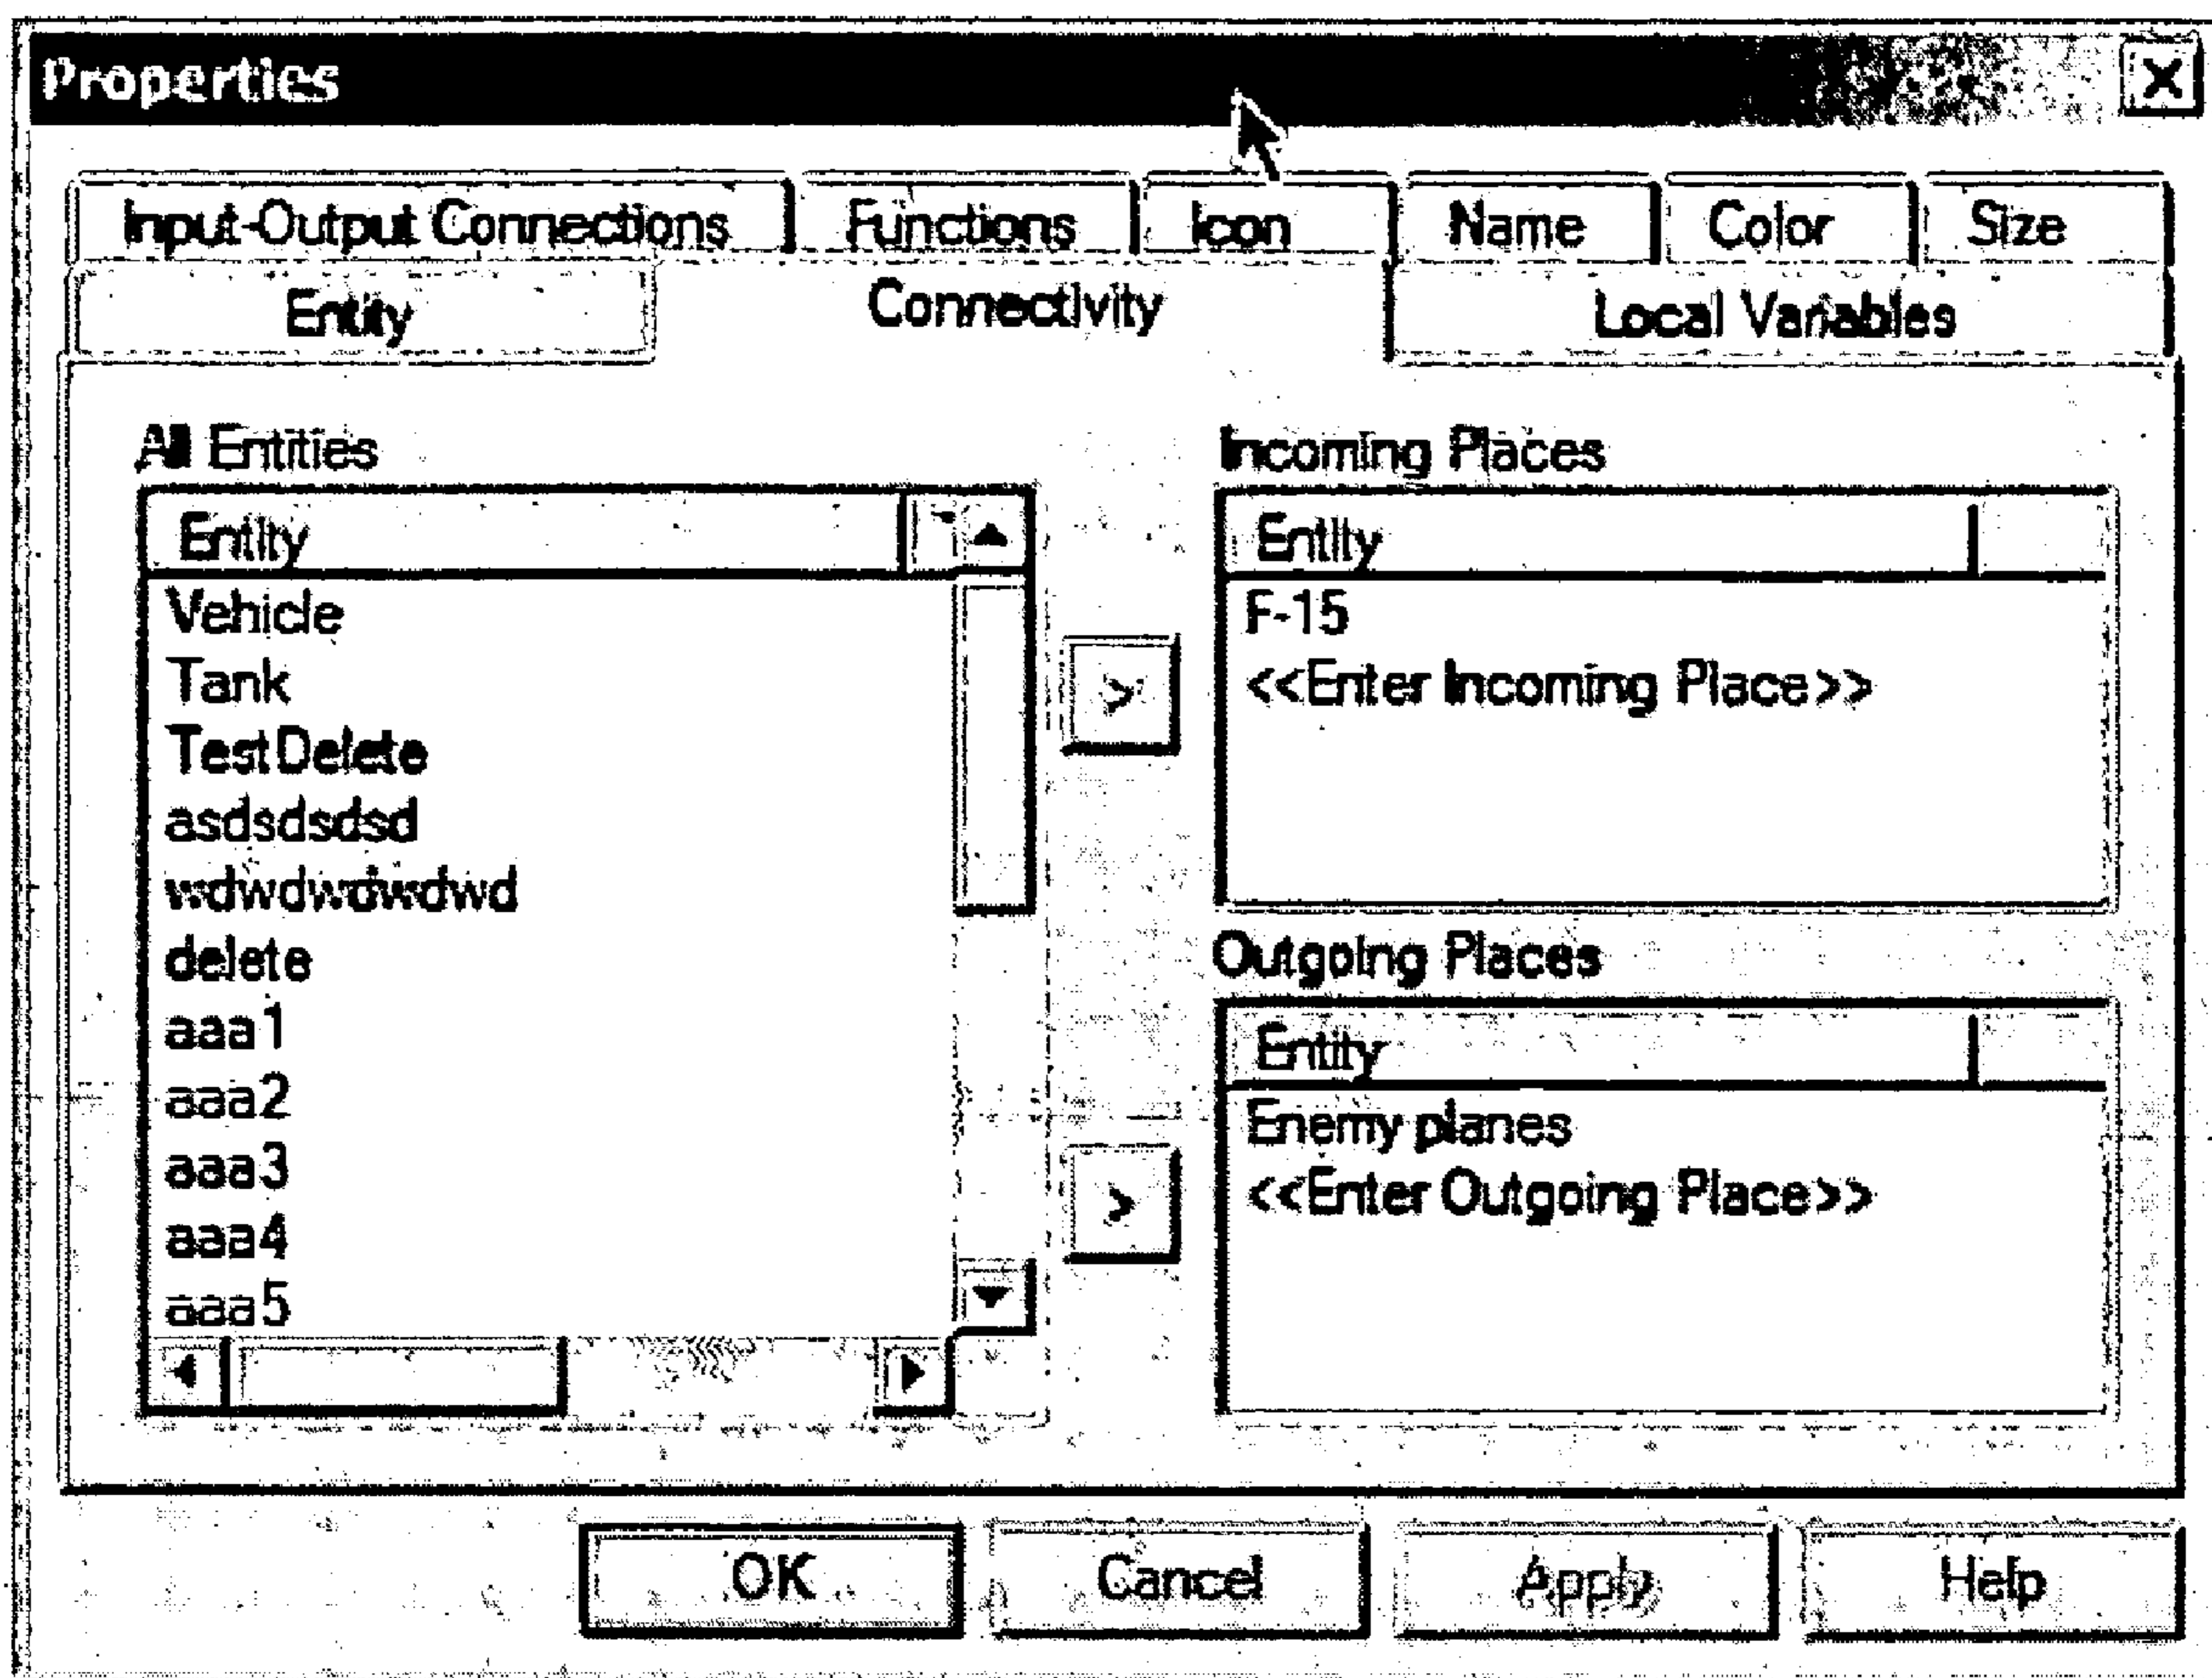 Properties
Input-Output Connections Functions Icon Name Color Size
Entity Connectivity Local Variables
All Entities
Entity
Vehicle
Tank
TestDelete
asdsdsdsd
wdwdwdwdwd
delete
aaa1
aaa2
aaa3
aaa4
aaa5
>
>
Incoming Places
Entity
F-15
<<Enter Incoming Place>>
Outgoing Places
Entity
Enemy planes
<<Enter Outgoing Place>>
OK Cancel Apply Help